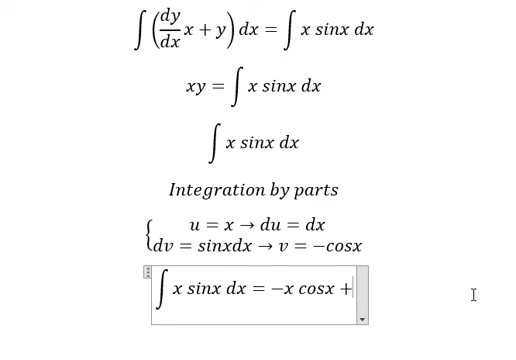 ∫(dy/dx x + y) dx = ∫ x sinx dx
xy = ∫ x sinx dx
∫ x sinx dx
Integration by parts
{ u = x → du = dx
dv = sinxdx → v = −cosx
∫ x sinx dx = −x cosx +